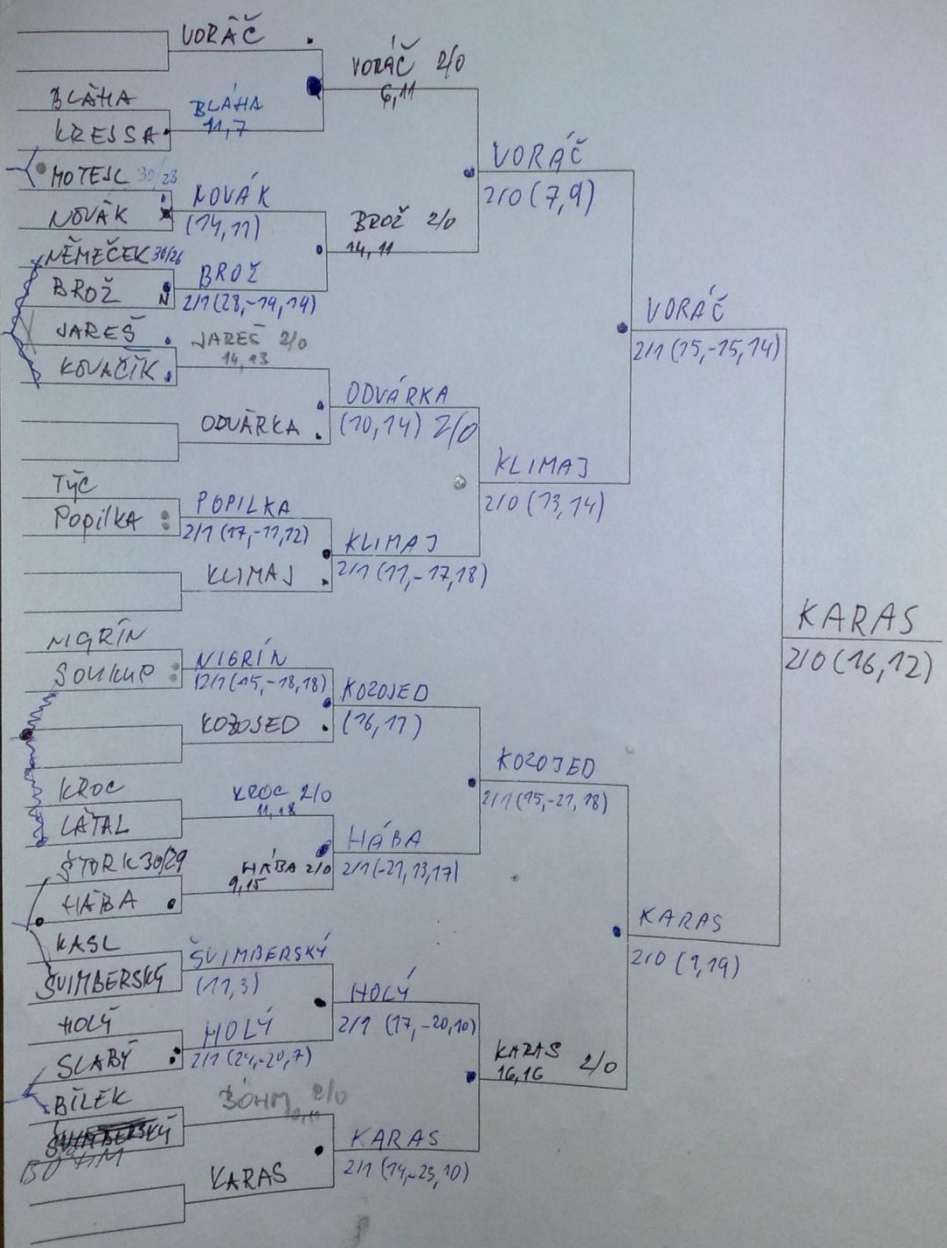 VORÁČ
BLÁHA
KRESSA
BLÁHA
11,7
VORÁČ 2/0
6,11
MOTEJL 30/28
NOVÁK
NOVÁK
(14,11)
NĚMEČEK 30/26
BROŽ
N
BROŽ
2/1 (28,-19,14)
BROŽ 2/0
14,11
VORÁČ
2/0 (7,9)
JAREŠ
KOVAČÍK
JAREŠ 2/0
14,13
ODVÁRKA
ODVÁRKA
(10,14) 2/0
TÝC
POPILKA
POPILKA
2/1 (17,-11,12)
KLIMAJ
KLIMAJ
2/1 (11,-17,18)
KLIMAJ
2/0 (13,14)
VORÁČ
2/1 (15,-15,14)
NIGRÍN
SOUKUP
NIGRÍN
2/1 (15,-18,18)
KOZOJED
KOZOJED
(16,11)
KROC
LÁTAL
KROC 2/0
11,18
ŠTORK 30/29
HÁBA
HÁBA 2/0
9,15
HÁBA
2/1 (-21,13,17)
KOZOJED
2/1 (15,-21,18)
KASL
ŠVIMBERSKÝ
ŠVIMBERSKÝ
(11,3)
HOLÝ
SLABÝ
HOLÝ
2/1 (24,-20,7)
HOLÝ
2/1 (17,-20,10)
BÍLEK
BÖHM
BÖHM 2/0
KARAS
KARAS
2/1 (14,-25,10)
KARAS 2/0
16,16
KARAS
2/0 (9,19)
KARAS
2/0 (16,12)